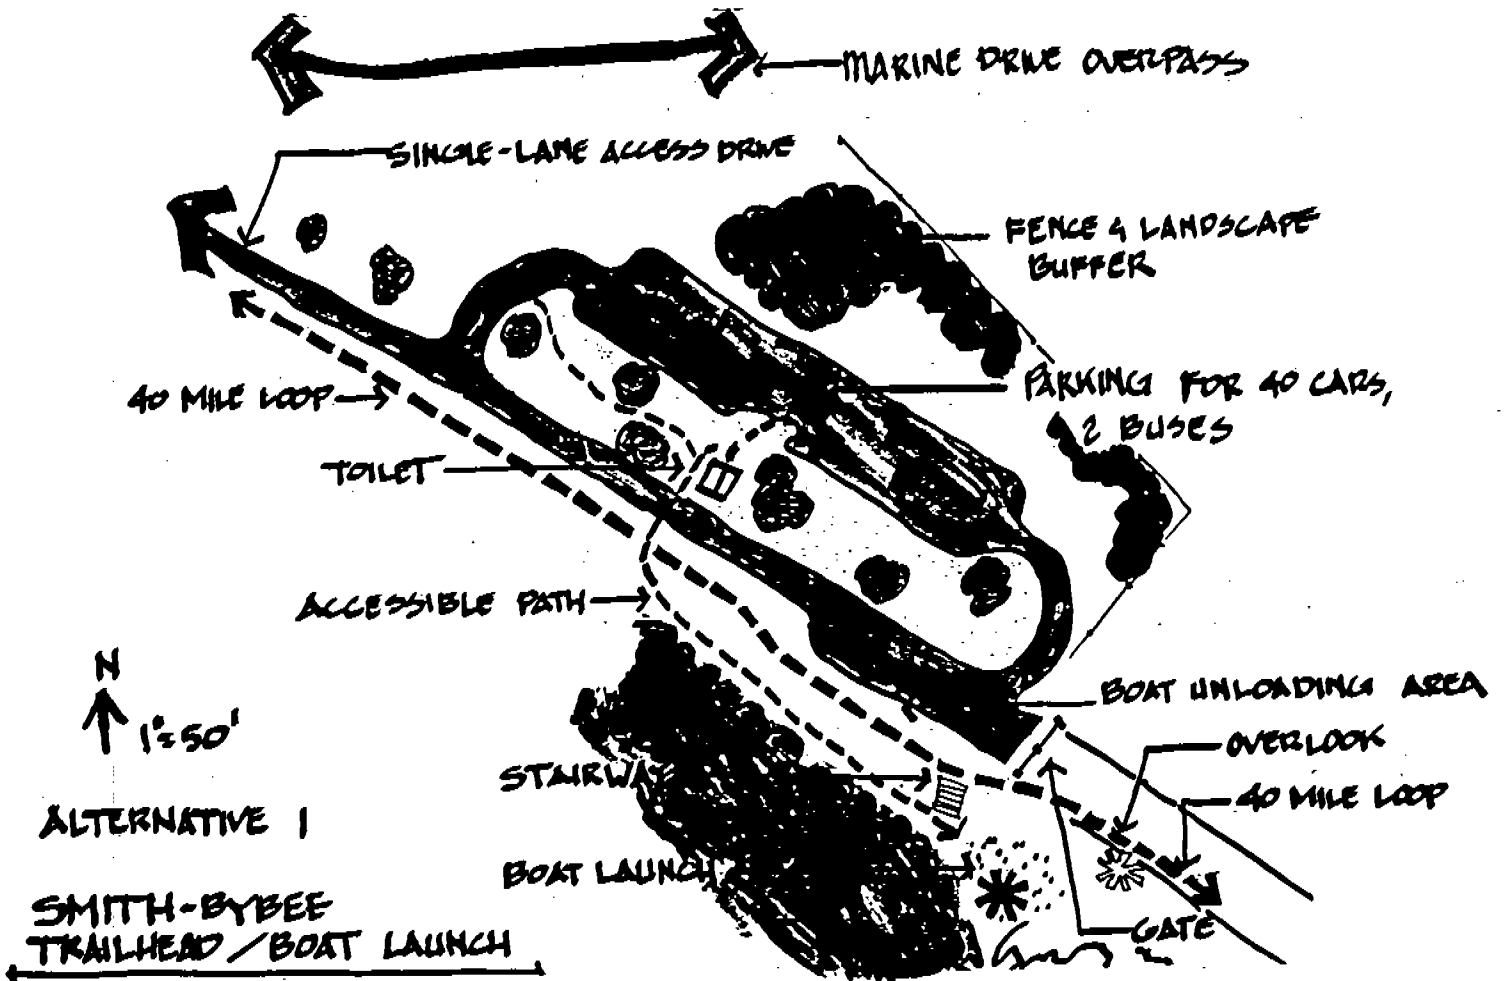 MARINE DRIVE OVERPASS
SINGLE-LANE ACCESS DRIVE
FENCE & LANDSCAPE
BUFFER
40 MILE LOOP
PARKING FOR 40 CARS,
2 BUSES
TOILET
ACCESSIBLE PATH
N
1"=50'
BOAT UNLOADING AREA
OVERLOOK
STAIRWAY
40 MILE LOOP
ALTERNATIVE 1
BOAT LAUNCH
GATE
SMITH-BYBEE
TRAILHEAD/BOAT LAUNCH